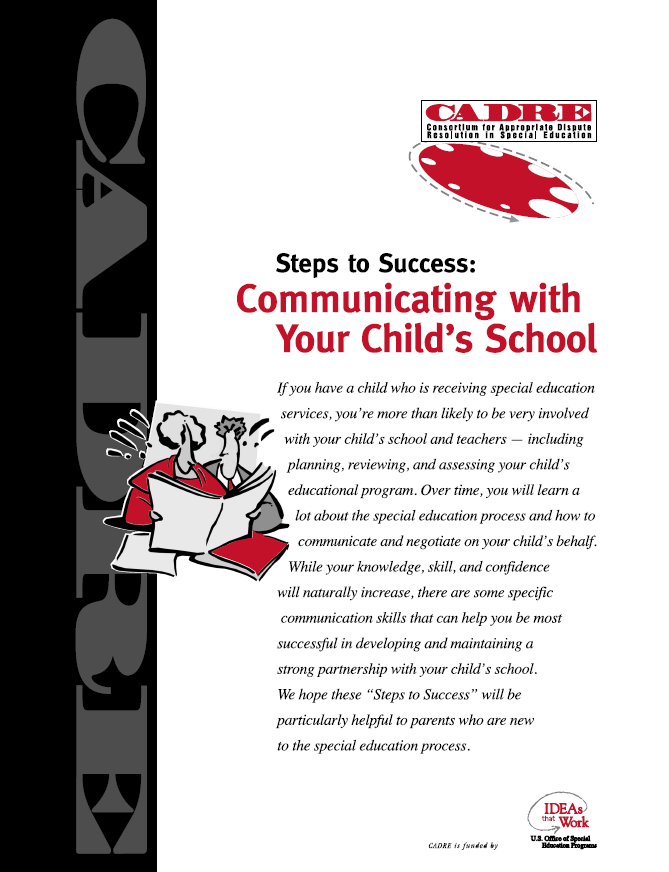 CADRE
CADRE
Consortium for Appropriate Dispute
Resolution in Special Education
Steps to Success:
Communicating with
Your Child's School
If you have a child who is receiving special education
services, you're more than likely to be very involved
with your child's school and teachers — including
planning, reviewing, and assessing your child's
educational program. Over time, you will learn a
lot about the special education process and how to
communicate and negotiate on your child's behalf.
While your knowledge, skill, and confidence
will naturally increase, there are some specific
communication skills that can help you be most
successful in developing and maintaining a
strong partnership with your child's school.
We hope these “Steps to Success” will be
particularly helpful to parents who are new
to the special education process.
IDEAs
that Work
U.S. Office of Special
Education Programs
CADRE is funded by